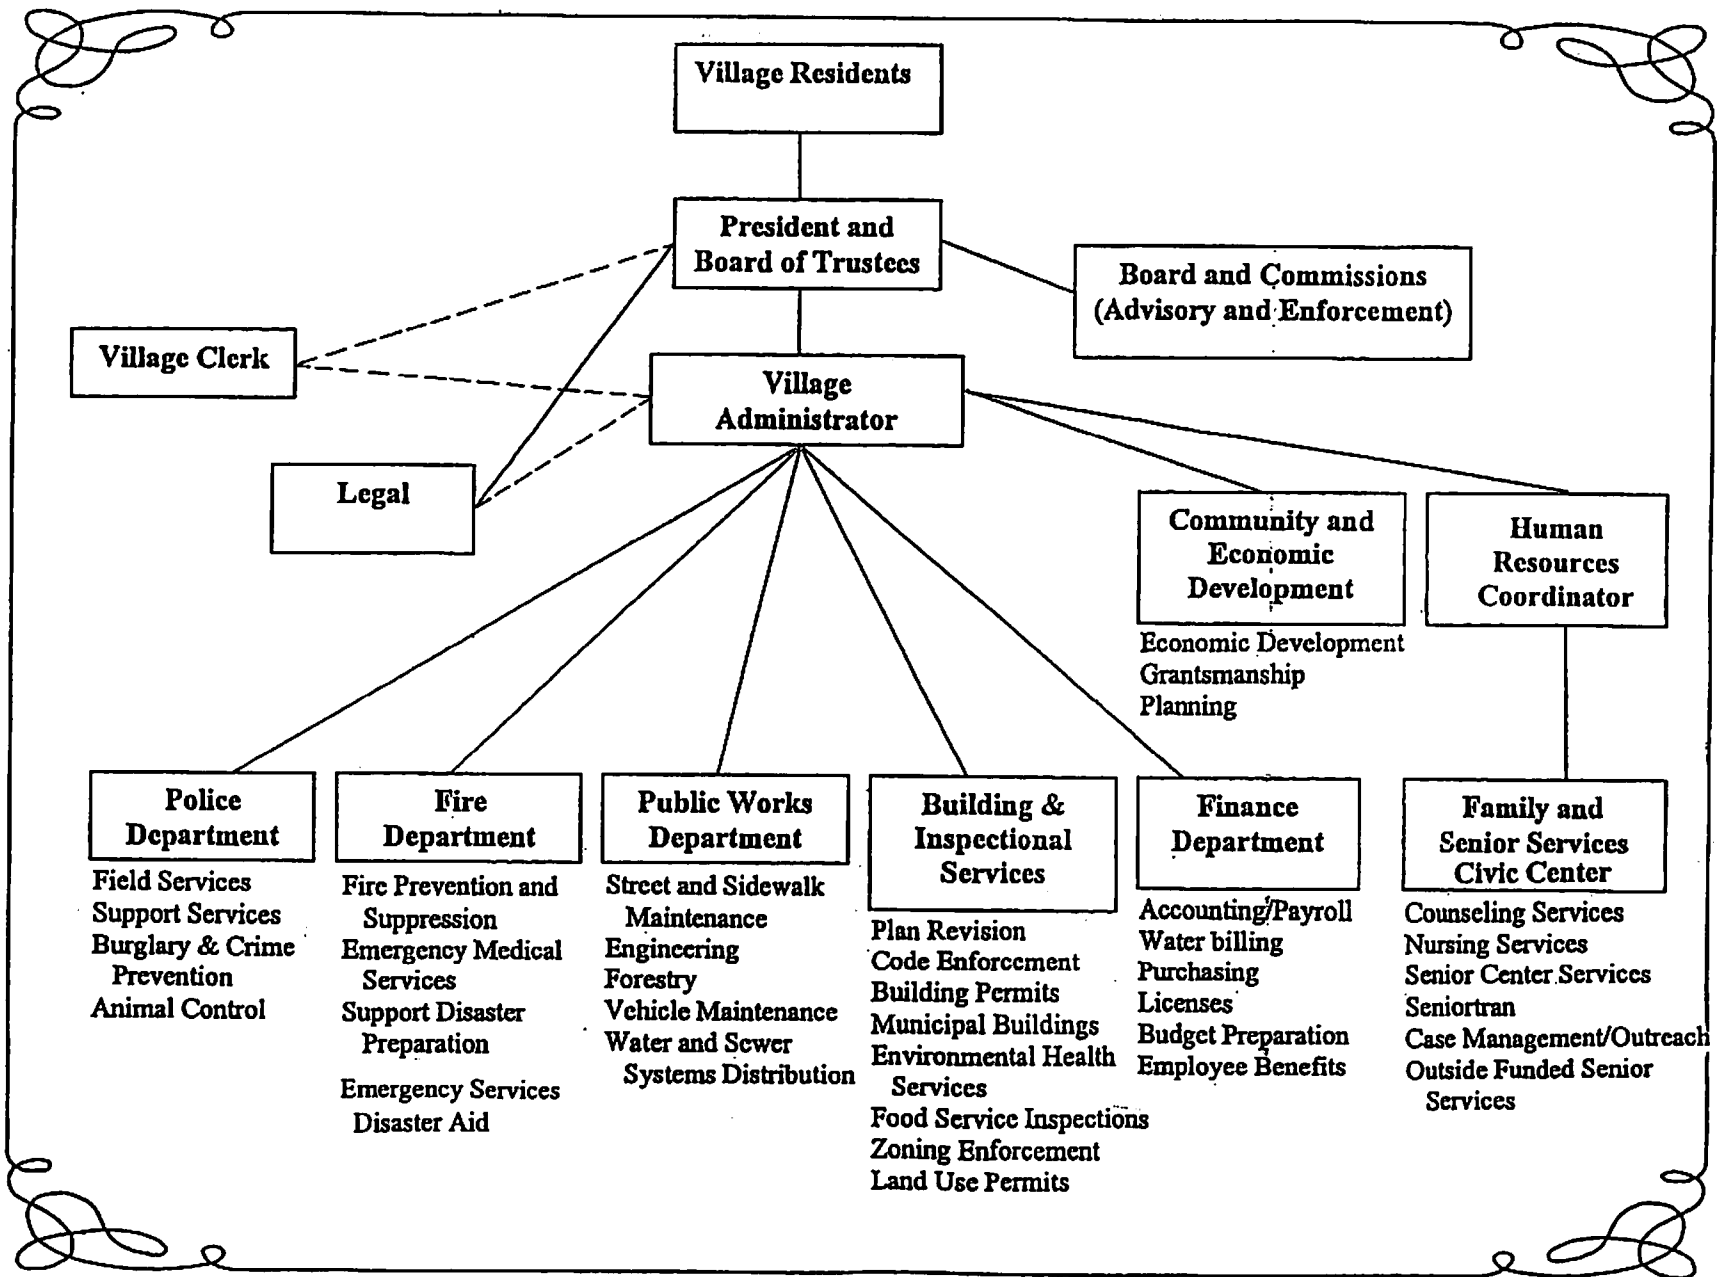 Village Residents
President and
Board of Trustees
Board and Commissions
(Advisory and Enforcement)
Village Clerk
Village
Administrator
Legal
Community and
Economic
Development
Economic Development
Grantsmanship
Planning
Human
Resources
Coordinator
Police
Department
Field Services
Support Services
Burglary & Crime
Prevention
Animal Control
Fire
Department
Fire Prevention and
Suppression
Emergency Medical
Services
Support Disaster
Preparation
Emergency Services
Disaster Aid
Public Works
Department
Street and Sidewalk
Maintenance
Engineering
Forestry
Vehicle Maintenance
Water and Sewer
Systems Distribution
Building &
Inspectional
Services
Plan Revision
Code Enforcement
Building Permits
Municipal Buildings
Environmental Health
Services
Food Service Inspections
Zoning Enforcement
Land Use Permits
Finance
Department
Accounting/Payroll
Water billing
Purchasing
Licenses
Budget Preparation
Employee Benefits
Family and
Senior Services
Civic Center
Counseling Services
Nursing Services
Senior Center Services
Seniortran
Case Management/Outreach
Outside Funded Senior
Services